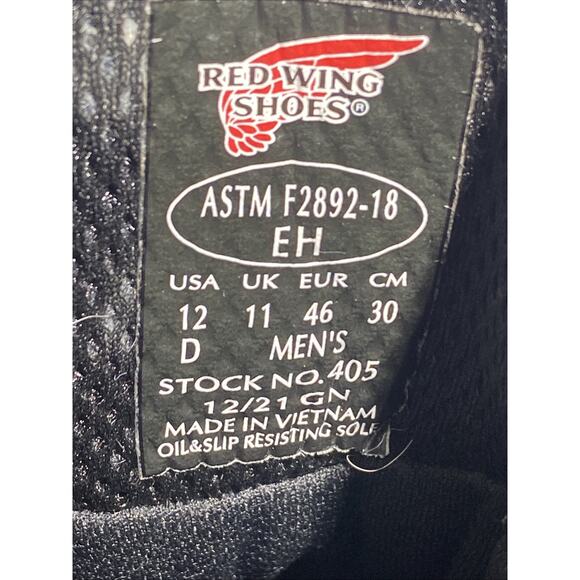 RED WING
SHOES®
ASTM F2892-18
EH
USA UK EUR CM
12 11 46 30
D MEN'S
STOCK NO.405
12/21 GN
MADE IN VIETNAM
OIL&SLIP RESISTING SOLE